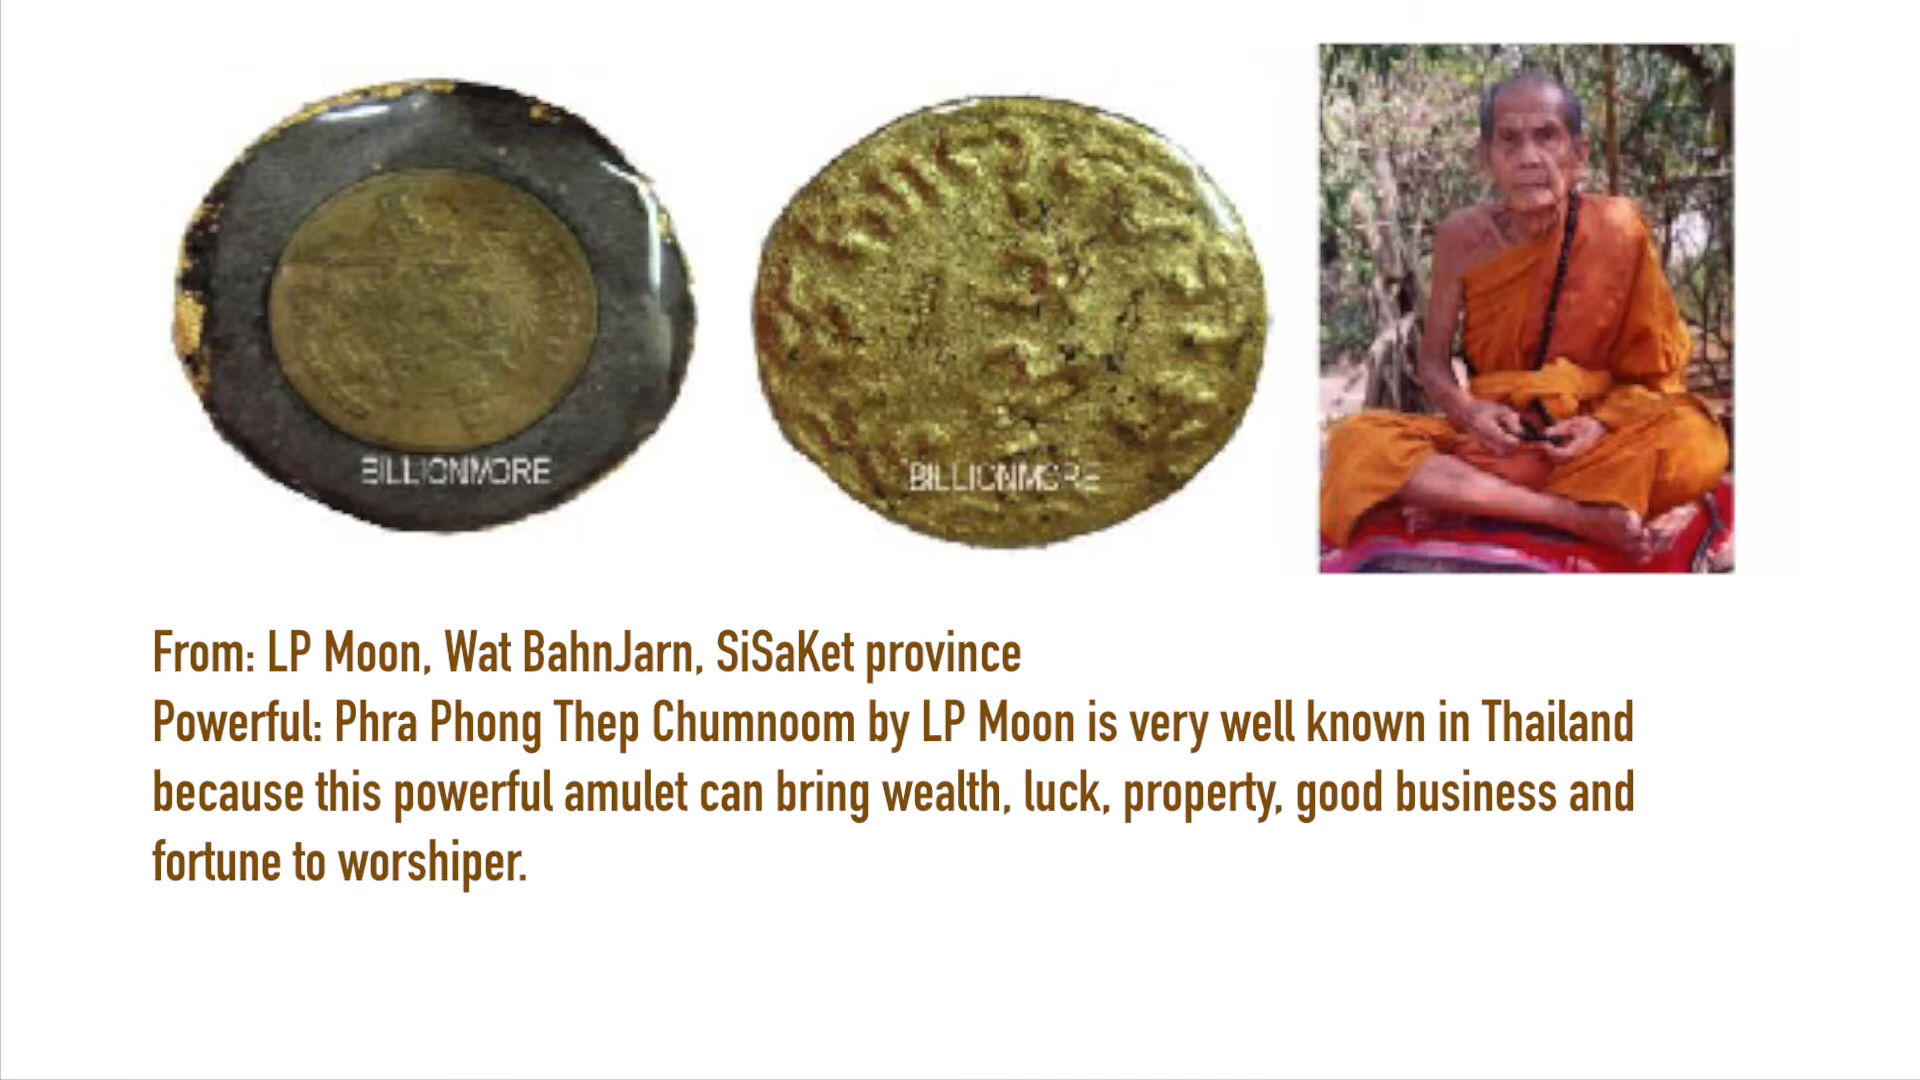 BILLIONMORE
BILLIONMORE
From: LP Moon, Wat BahnJarn, SiSaKet province
Powerful: Phra Phong Thep Chumnoom by LP Moon is very well known in Thailand
because this powerful amulet can bring wealth, luck, property, good business and
fortune to worshiper.